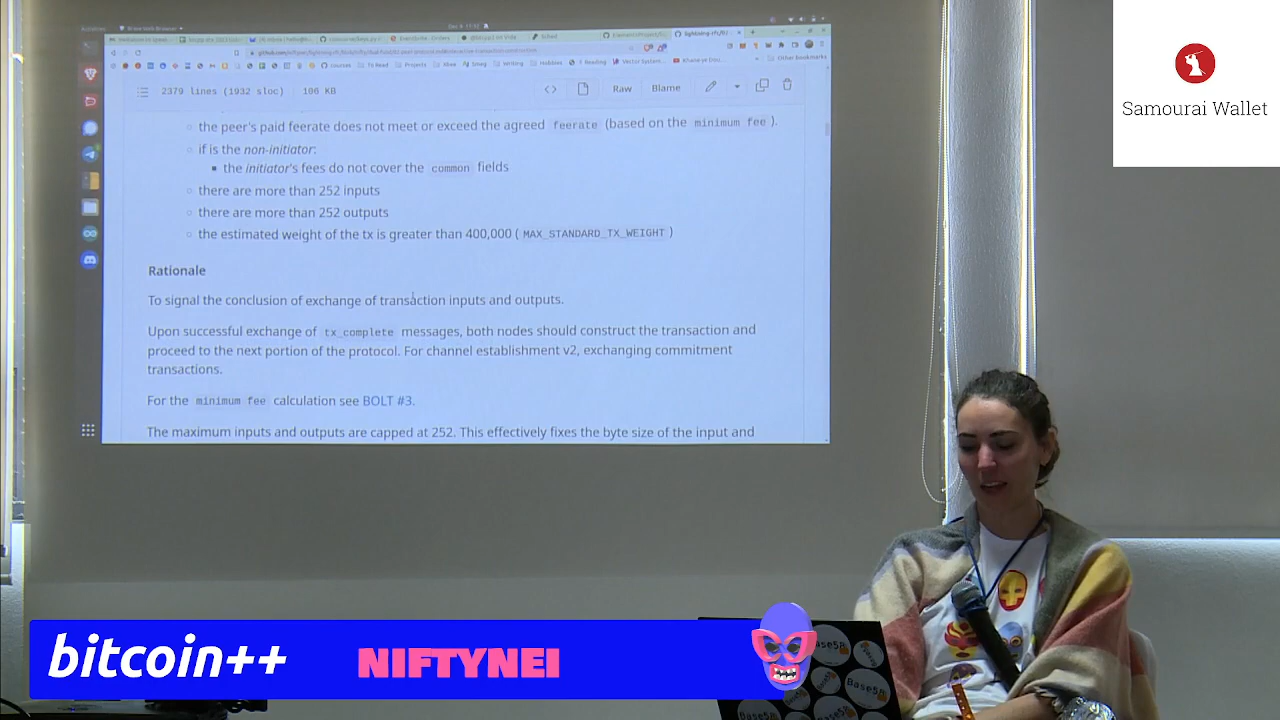 2379 lines (1932 sloc) 106 KB Raw Blame
the peer's paid feerate does not meet or exceed the agreed feerate (based on the minimum fee ).
if is the non-initiator:
the initiator's fees do not cover the common fields
there are more than 252 inputs
there are more than 252 outputs
the estimated weight of the tx is greater than 400,000 ( MAX_STANDARD_TX_WEIGHT )
Rationale
To signal the conclusion of exchange of transaction inputs and outputs.
Upon successful exchange of tx_complete messages, both nodes should construct the transaction and
proceed to the next portion of the protocol. For channel establishment v2, exchanging commitment
transactions.
For the minimum fee calculation see BOLT #3.
The maximum inputs and outputs are capped at 252. This effectively fixes the byte size of the input and
Samourai Wallet
bitcoin++
NIFTYNEI
Base58
Base58